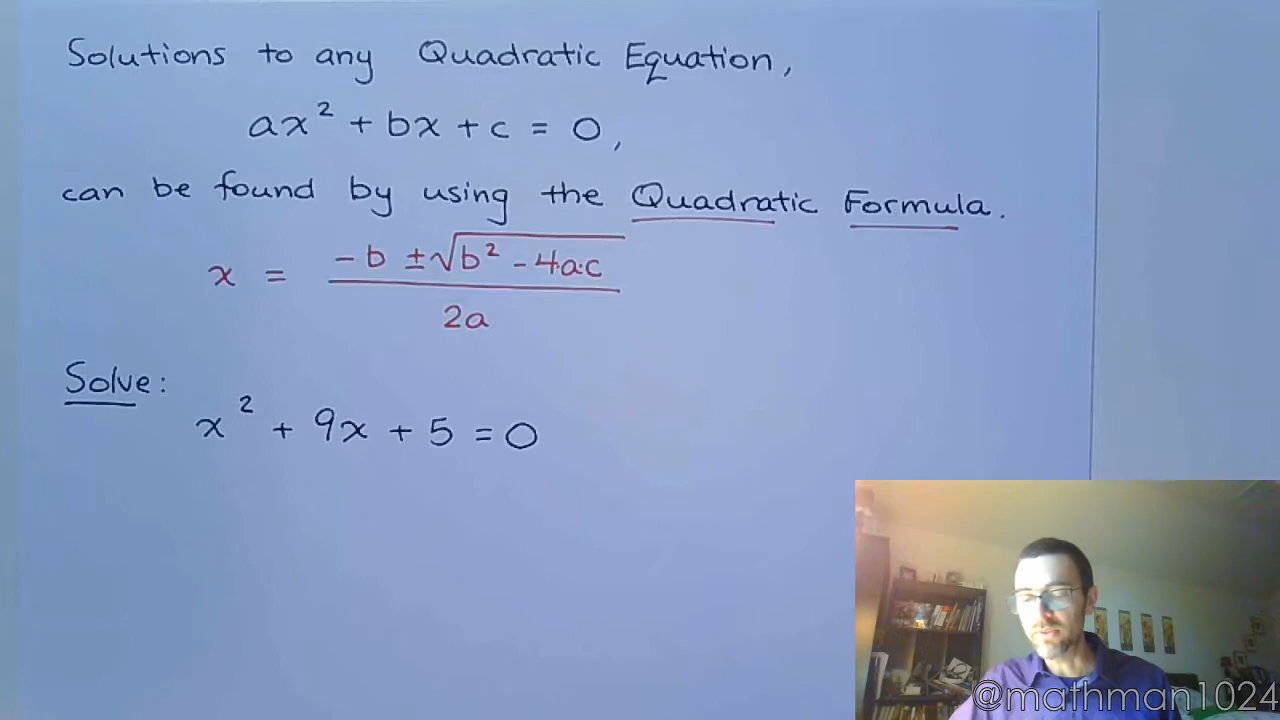 Solutions to any Quadratic Equation,
ax² + bx + c = 0,
can be found by using the Quadratic Formula.
x = (-b ±√(b² - 4·a·c)) / 2a
Solve:
x² + 9x + 5 = 0
@mathman1024